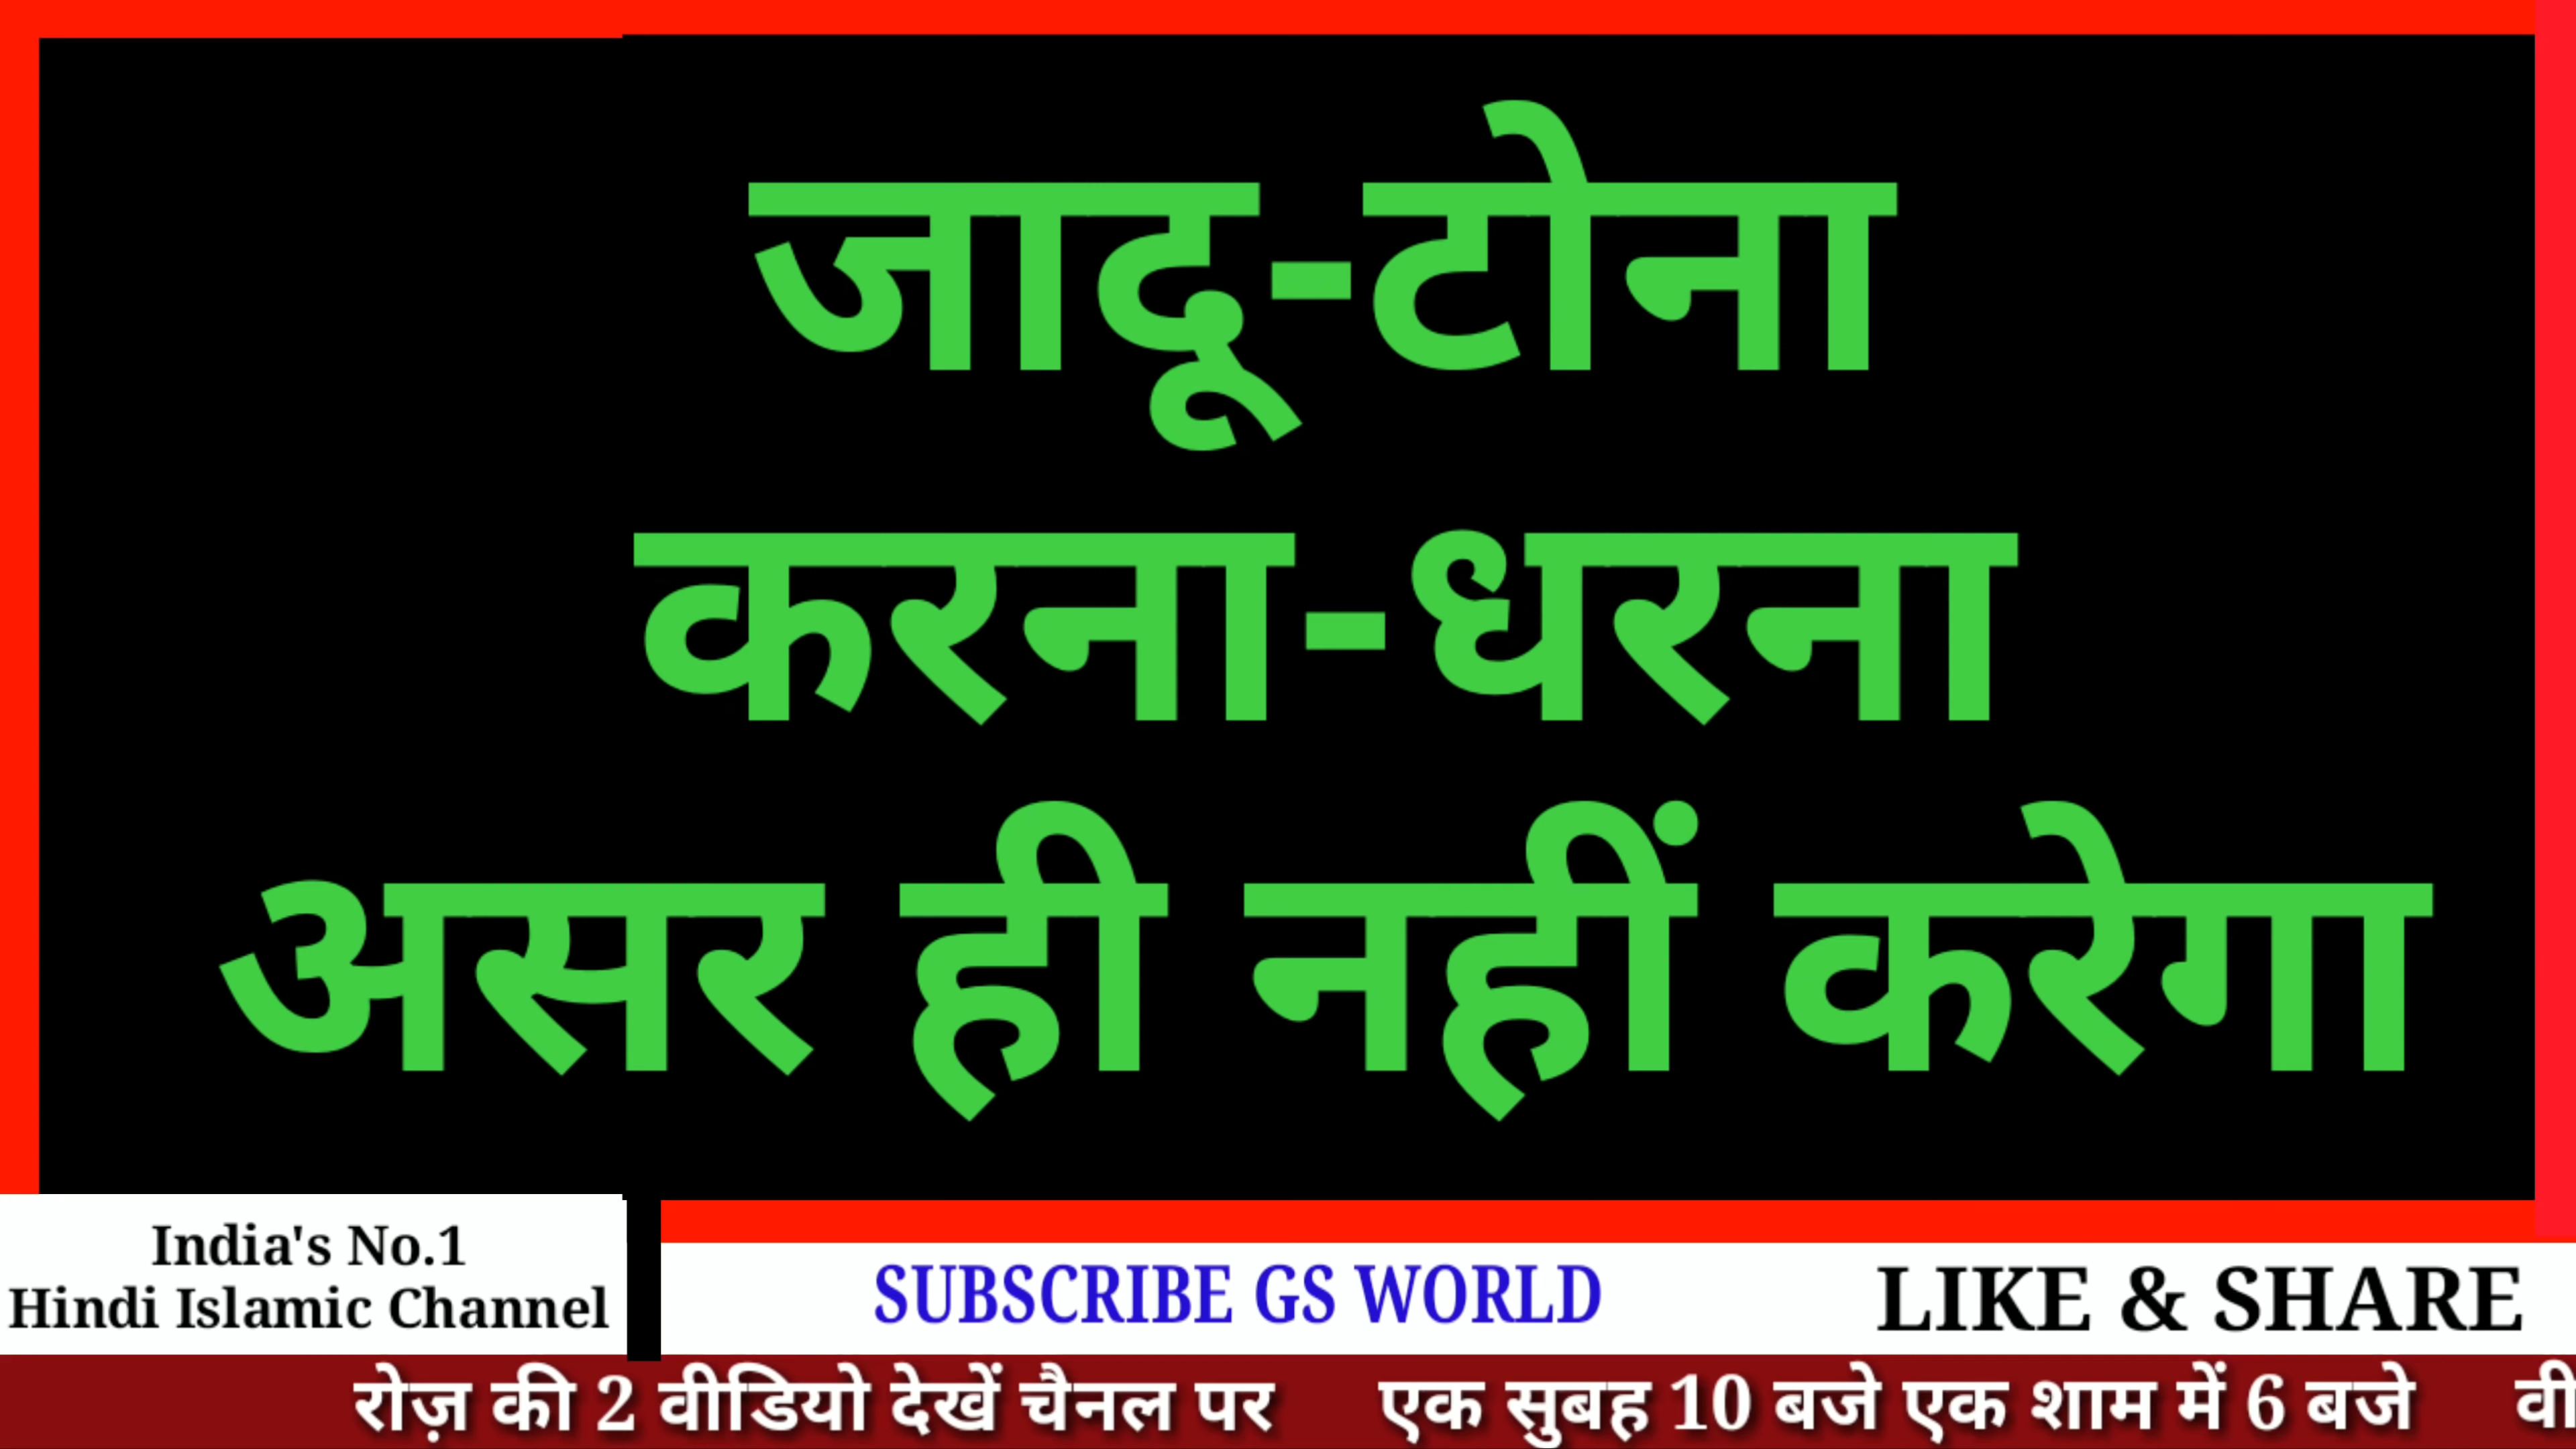 जादू-टोना
करना-धरना
असर ही नहीं करेगा
India's No.1
Hindi Islamic Channel
SUBSCRIBE GS WORLD
LIKE & SHARE
रोज़ की 2 वीडियो देखें चैनल पर एक सुबह 10 बजे एक शाम में 6 बजे